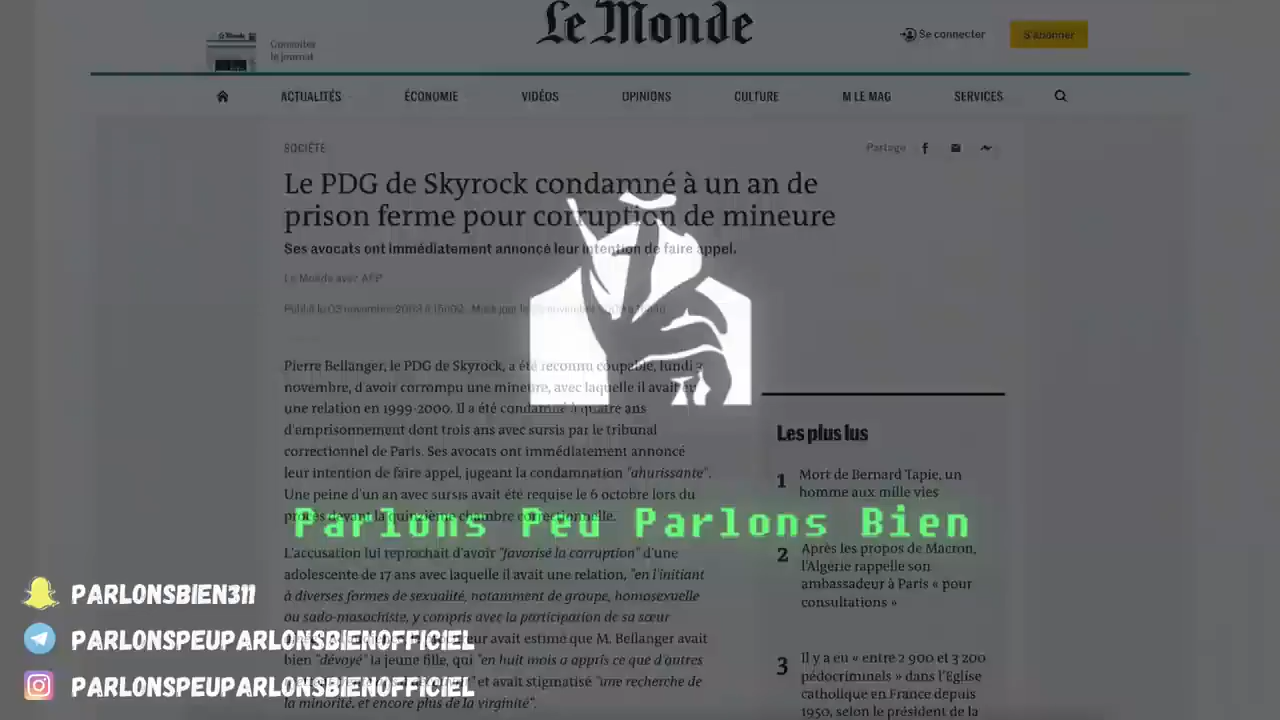 Le Monde
Consultez
le journal
Se connecter
S'abonner
ACTUALITÉS
ÉCONOMIE
VIDÉOS
OPINIONS
CULTURE
M LE MAG
SERVICES
SOCIÉTÉ
Partage
Le PDG de Skyrock condamné à un an de
prison ferme pour corruption de mineure
Ses avocats ont immédiatement annoncé leur intention de faire appel.
Le Monde avec AFP
Publié le 03 novembre
Pierre Bellanger, le PDG de Skyrock, a été reconnu coupable, lundi 3
novembre, d'avoir corrompu une mineure, avec laquelle il avait eu
une relation en 1999-2000. Il a été condamné à quatre ans
d'emprisonnement dont trois ans avec sursis par le tribunal
correctionnel de Paris. Ses avocats ont immédiatement annoncé
leur intention de faire appel, jugeant la condamnation "ahurissante".
Une peine d'un an avec sursis avait été requise le 6 octobre lors du
procès devant la quinzième chambre correctionnelle.
Parlons Peu Parlons Bien
L'accusation lui reprochait d'avoir "favorisé la corruption" d'une
adolescente de 17 ans avec laquelle il avait une relation, "en l'initiant
à diverses formes de sexualité, notamment de groupe, homosexuelle
ou sado-masochiste, y compris avec la participation de sa sœur
avait estimé que M. Bellanger avait
bien "dévoyé" la jeune fille, qui "en huit mois a appris ce que d'autres
et avait stigmatisé "une recherche de
la minorité, et encore plus de la virginité".
Les plus lus
1 Mort de Bernard Tapie, un
homme aux mille vies
2 Après les propos de Macron,
l'Algérie rappelle son
ambassadeur à Paris « pour
consultations »
3 Il y a eu « entre 2 900 et 3 200
pédocriminels » dans l'Eglise
catholique en France depuis
1950, selon le président de la
PARLONSBIEN311
PARLONSPEUPARLONSBIENOFFICIEL
PARLONSPEUPARLONSBIENOFFICIEL